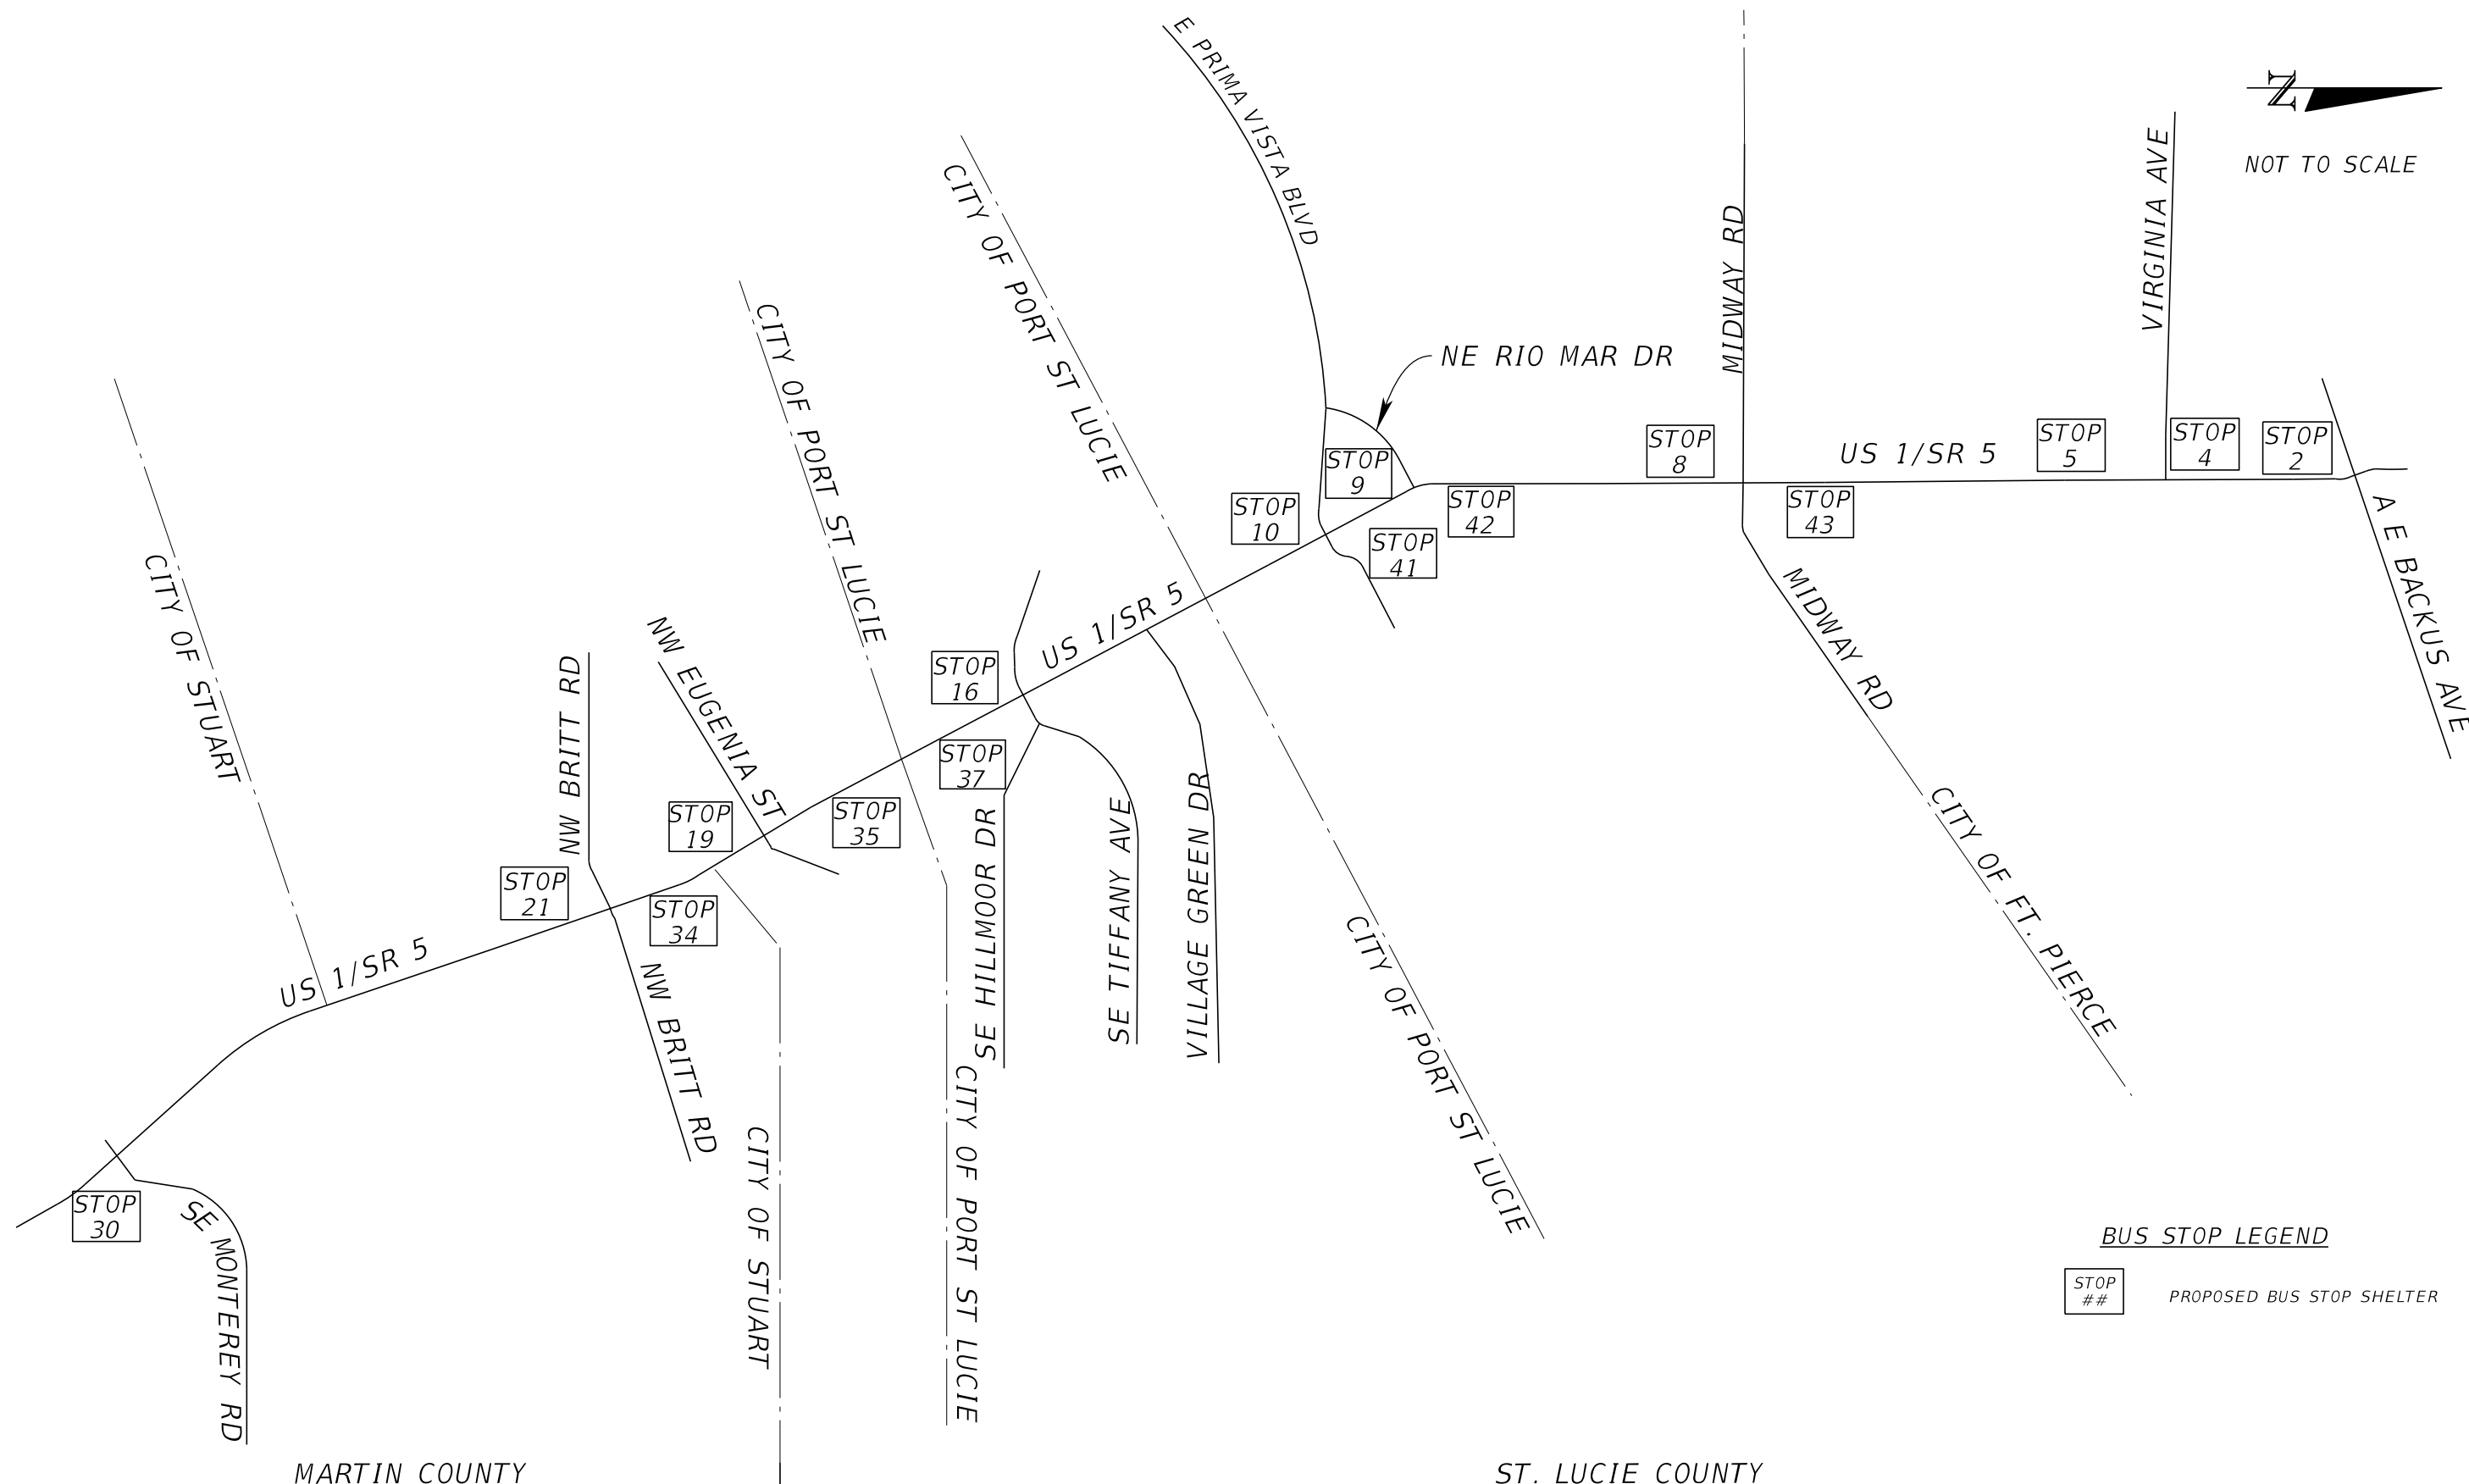 E PRIMA VISTA BLVD
N
NOT TO SCALE
VIRGINIA AVE
MIDWAY RD
CITY OF PORT ST LUCIE
CITY OF PORT ST LUCIE
NE RIO MAR DR
STOP
8
US 1/SR 5
STOP
5
STOP
4
STOP
2
STOP
9
STOP
10
STOP
42
STOP
43
STOP
41
A E BACKUS AVE
CITY OF STUART
MIDWAY RD
US 1/SR 5
NW EUGENIA ST
NW BRITT RD
STOP
16
STOP
37
STOP
19
STOP
35
STOP
21
STOP
34
SE HILLMOOR DR
SE TIFFANY AVE
VILLAGE GREEN DR
CITY OF FT. PIERCE
CITY OF PORT ST LUCIE
US 1/SR 5
NW BRITT RD
CITY OF PORT ST LUCIE
CITY OF STUART
STOP
30
SE MONTEREY RD
BUS STOP LEGEND
STOP
##
PROPOSED BUS STOP SHELTER
MARTIN COUNTY
ST. LUCIE COUNTY